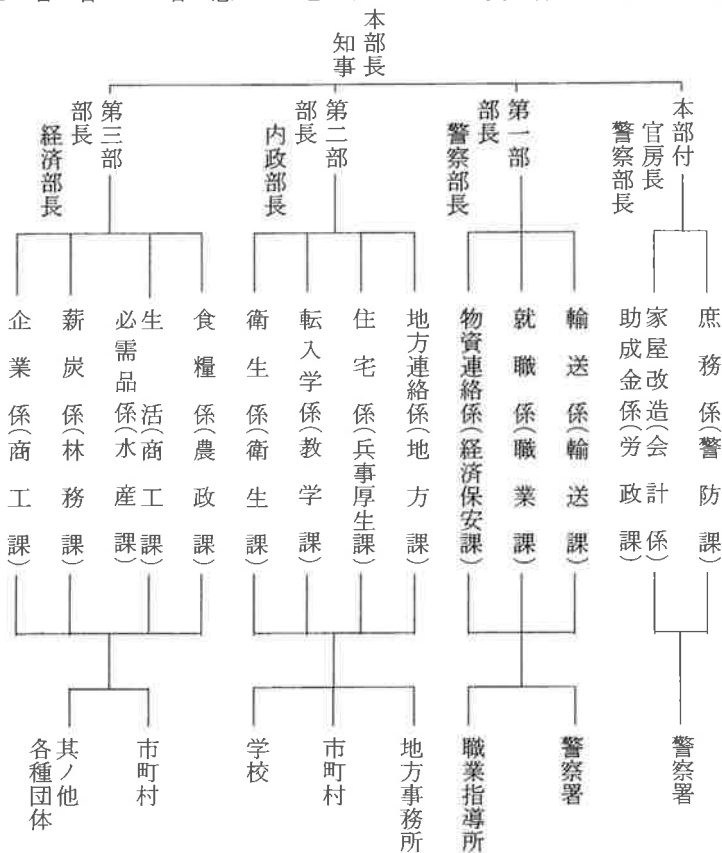 本部長
知事
本部付
官房長
警察部長
庶務係(警防課)
家屋改造(会計係)
助成金係(労政課)
警察署
第一部
部長
警察部長
輸送係(輸送課)
就職係(職業課)
物資連絡係(経済保安課)
警察署
職業指導所
第二部
部長
内政部長
地方連絡係(地方課)
住宅係(兵事厚生課)
転入学係(教学課)
衛生係(衛生課)
地方事務所
市町村
学校
第三部
部長
経済部長
食糧係(農政課)
生活商工課
必需品係(水産課)
薪炭係(林務課)
企業係(商工課)
市町村
其ノ他
各種団体